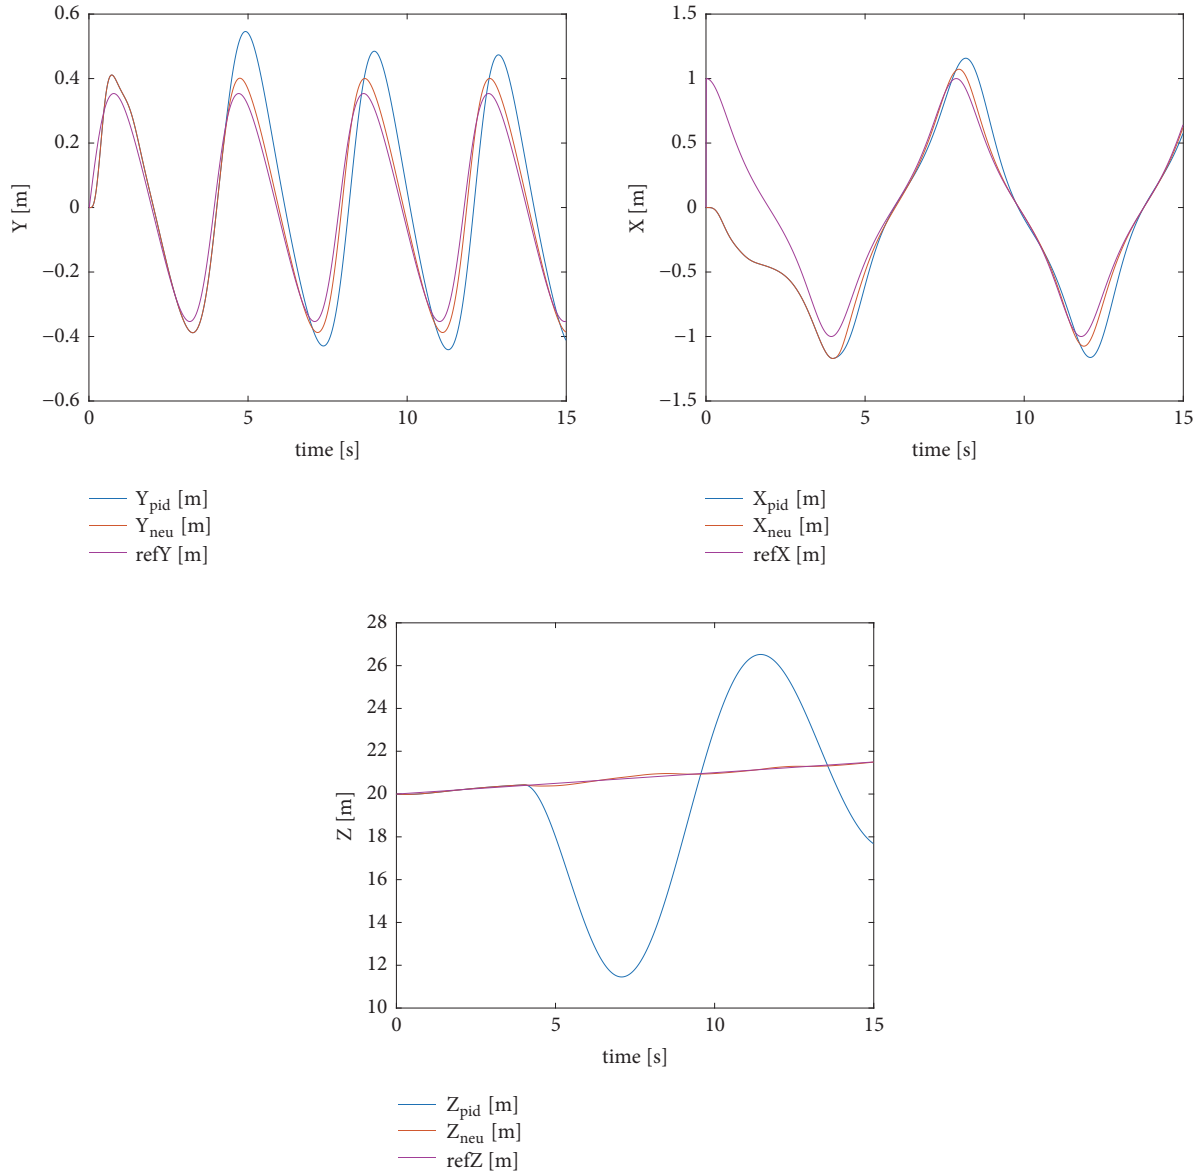 0.6
0.4
0.2
0
−0.2
−0.4
−0.6
Y [m]
0
5
10
15
time [s]
Y_pid [m]
Y_neu [m]
refY [m]
1.5
1
0.5
0
−0.5
−1
−1.5
X [m]
0
5
10
15
time [s]
X_pid [m]
X_neu [m]
refX [m]
28
26
24
22
20
18
16
14
12
10
Z [m]
0
5
10
15
time [s]
Z_pid [m]
Z_neu [m]
refZ [m]